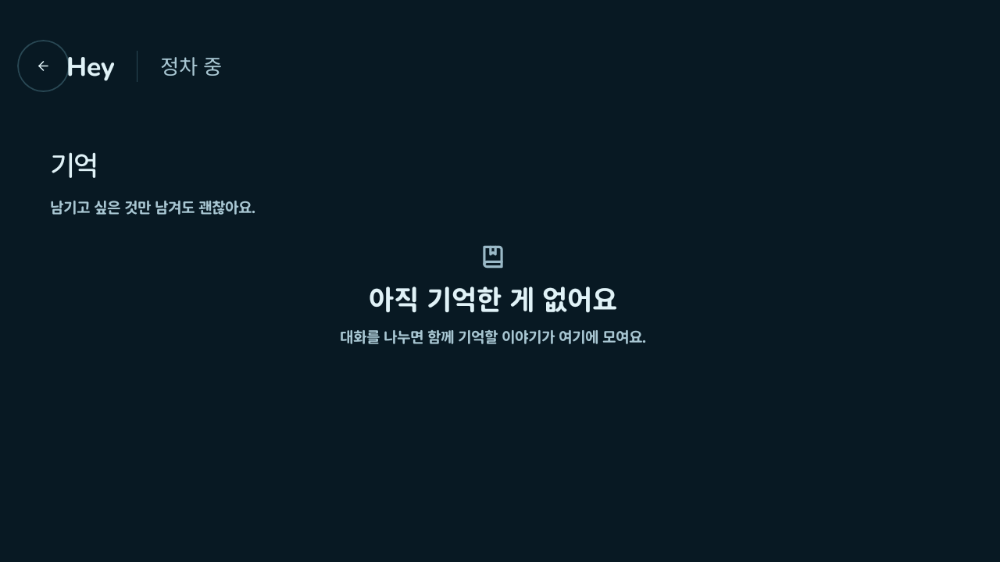 Hey 정차 중
기억
남기고 싶은 것만 남겨도 괜찮아요.
아직 기억한 게 없어요
대화를 나누면 함께 기억할 이야기가 여기에 모여요.